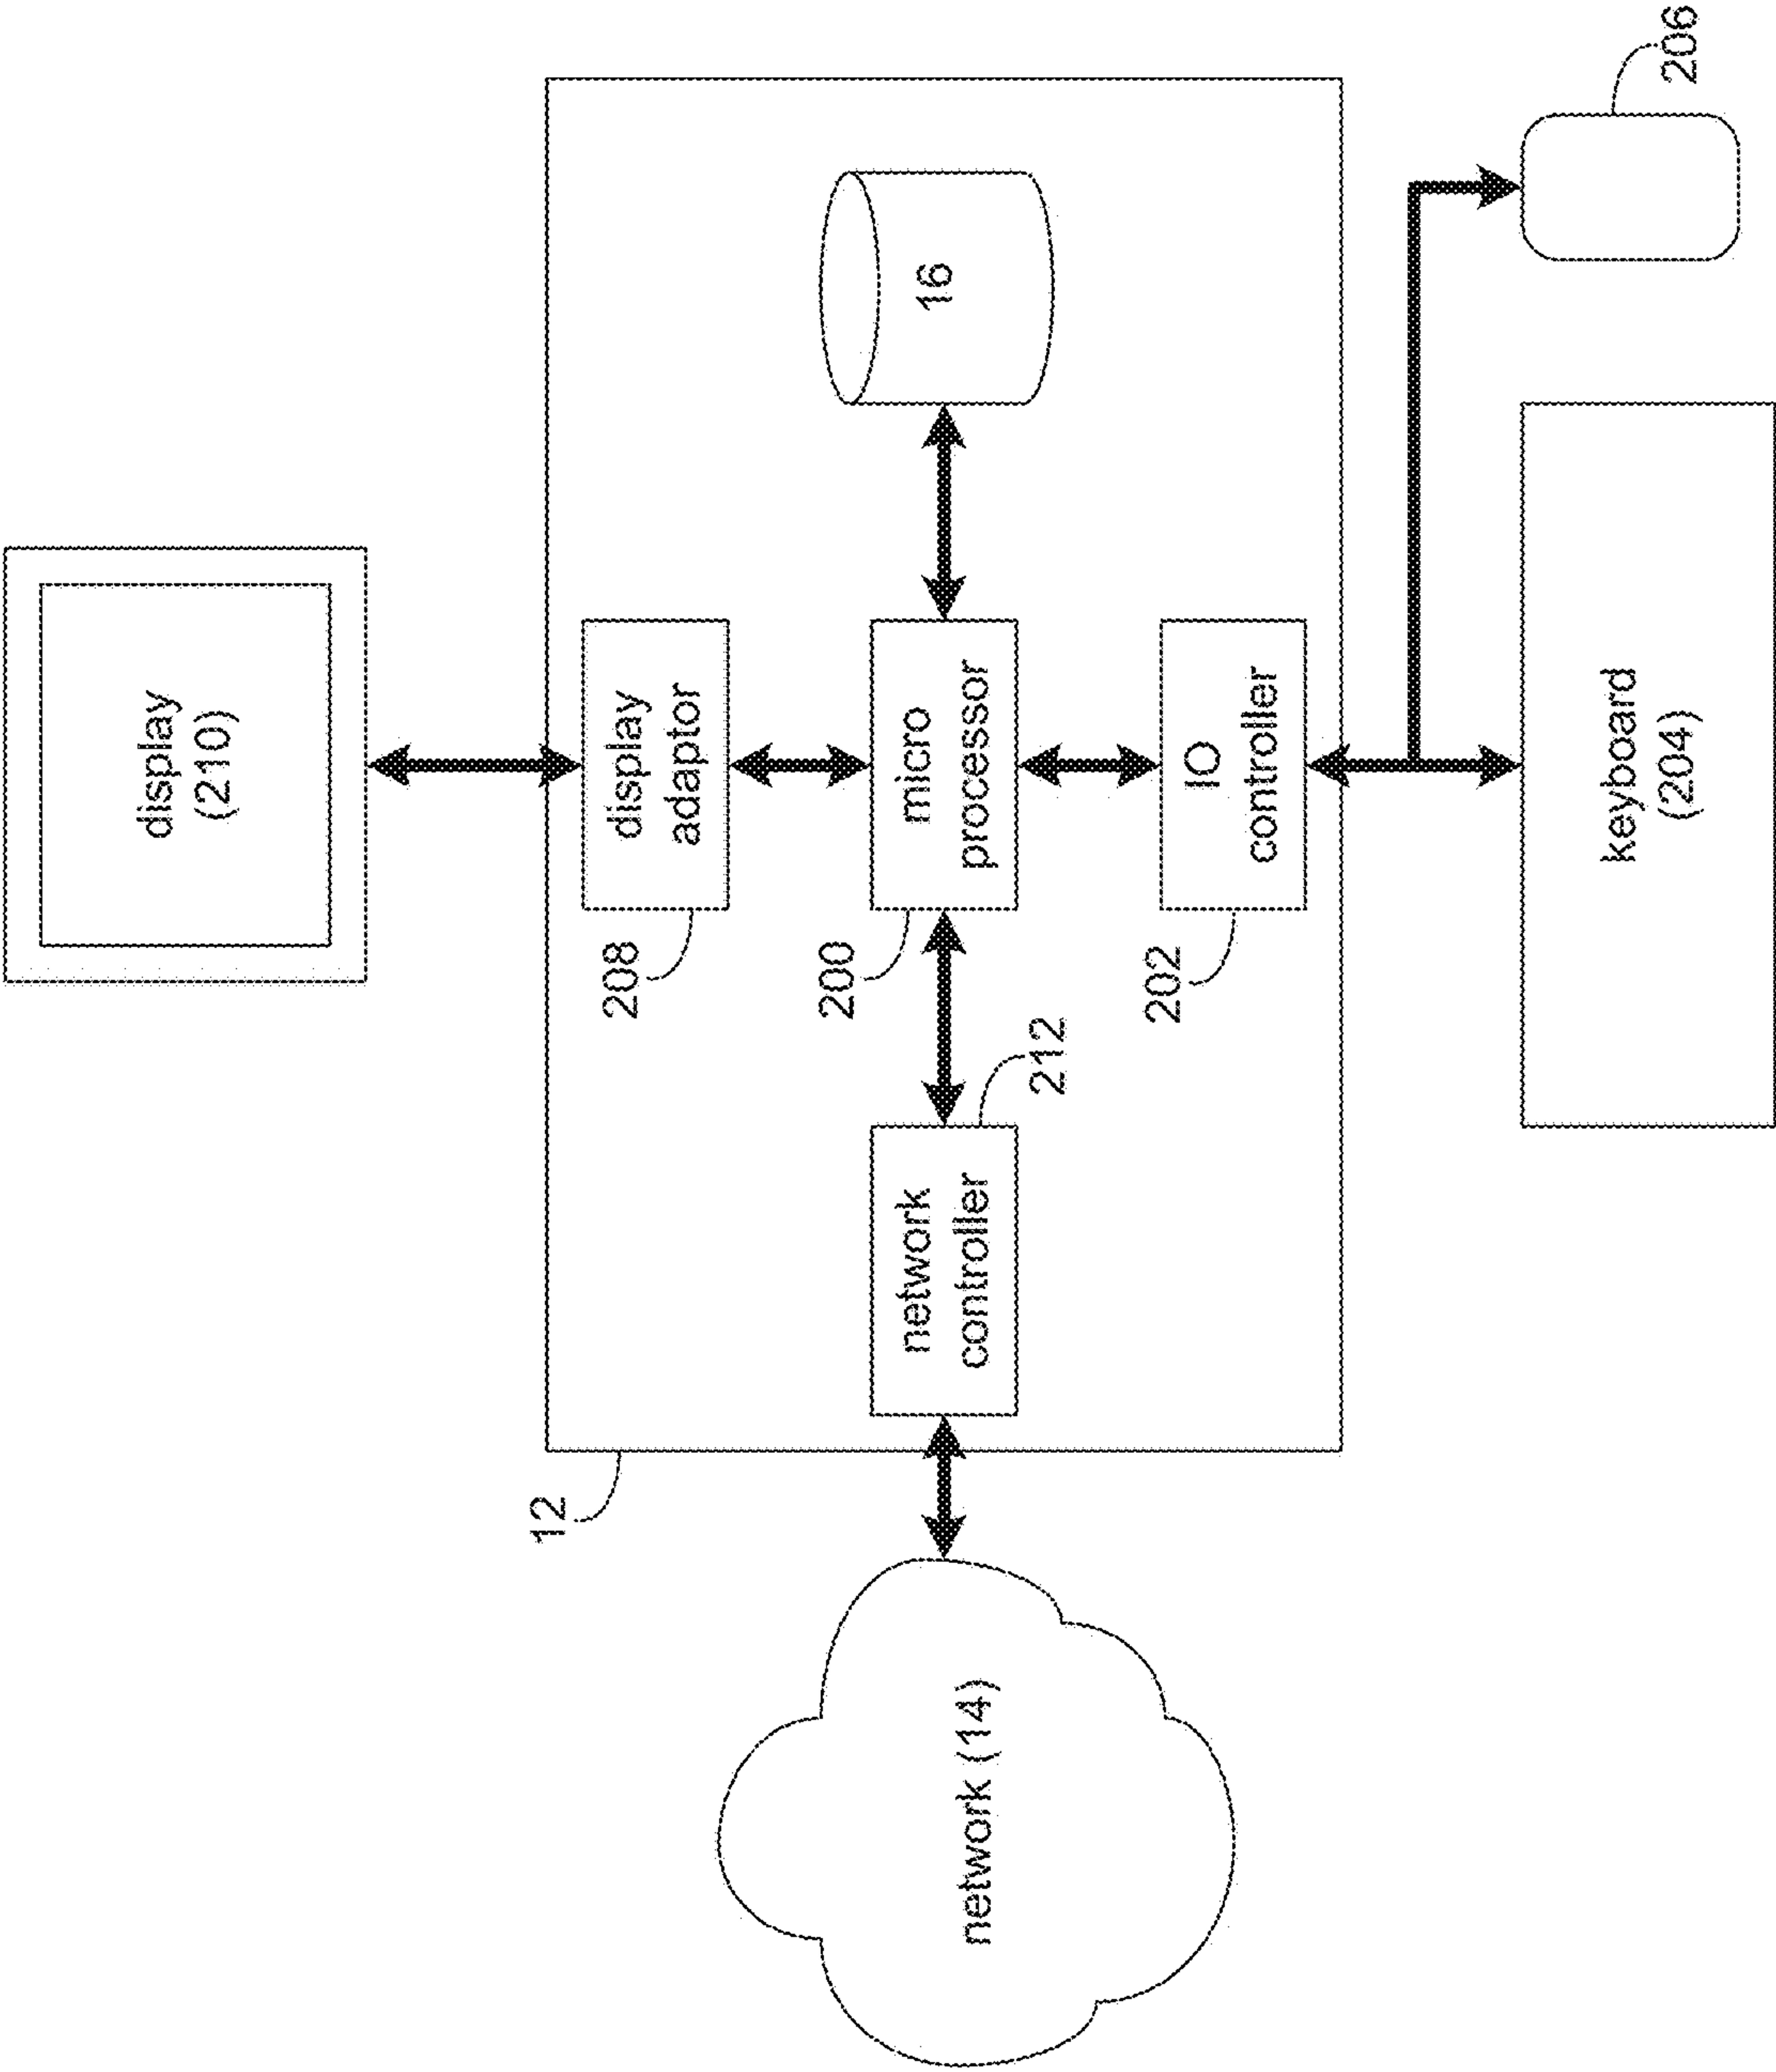 display
(210)
display
adaptor
208
micro
processor
200
16
IO
controller
202
network
controller
212
12
network (14)
keyboard
(204)
206